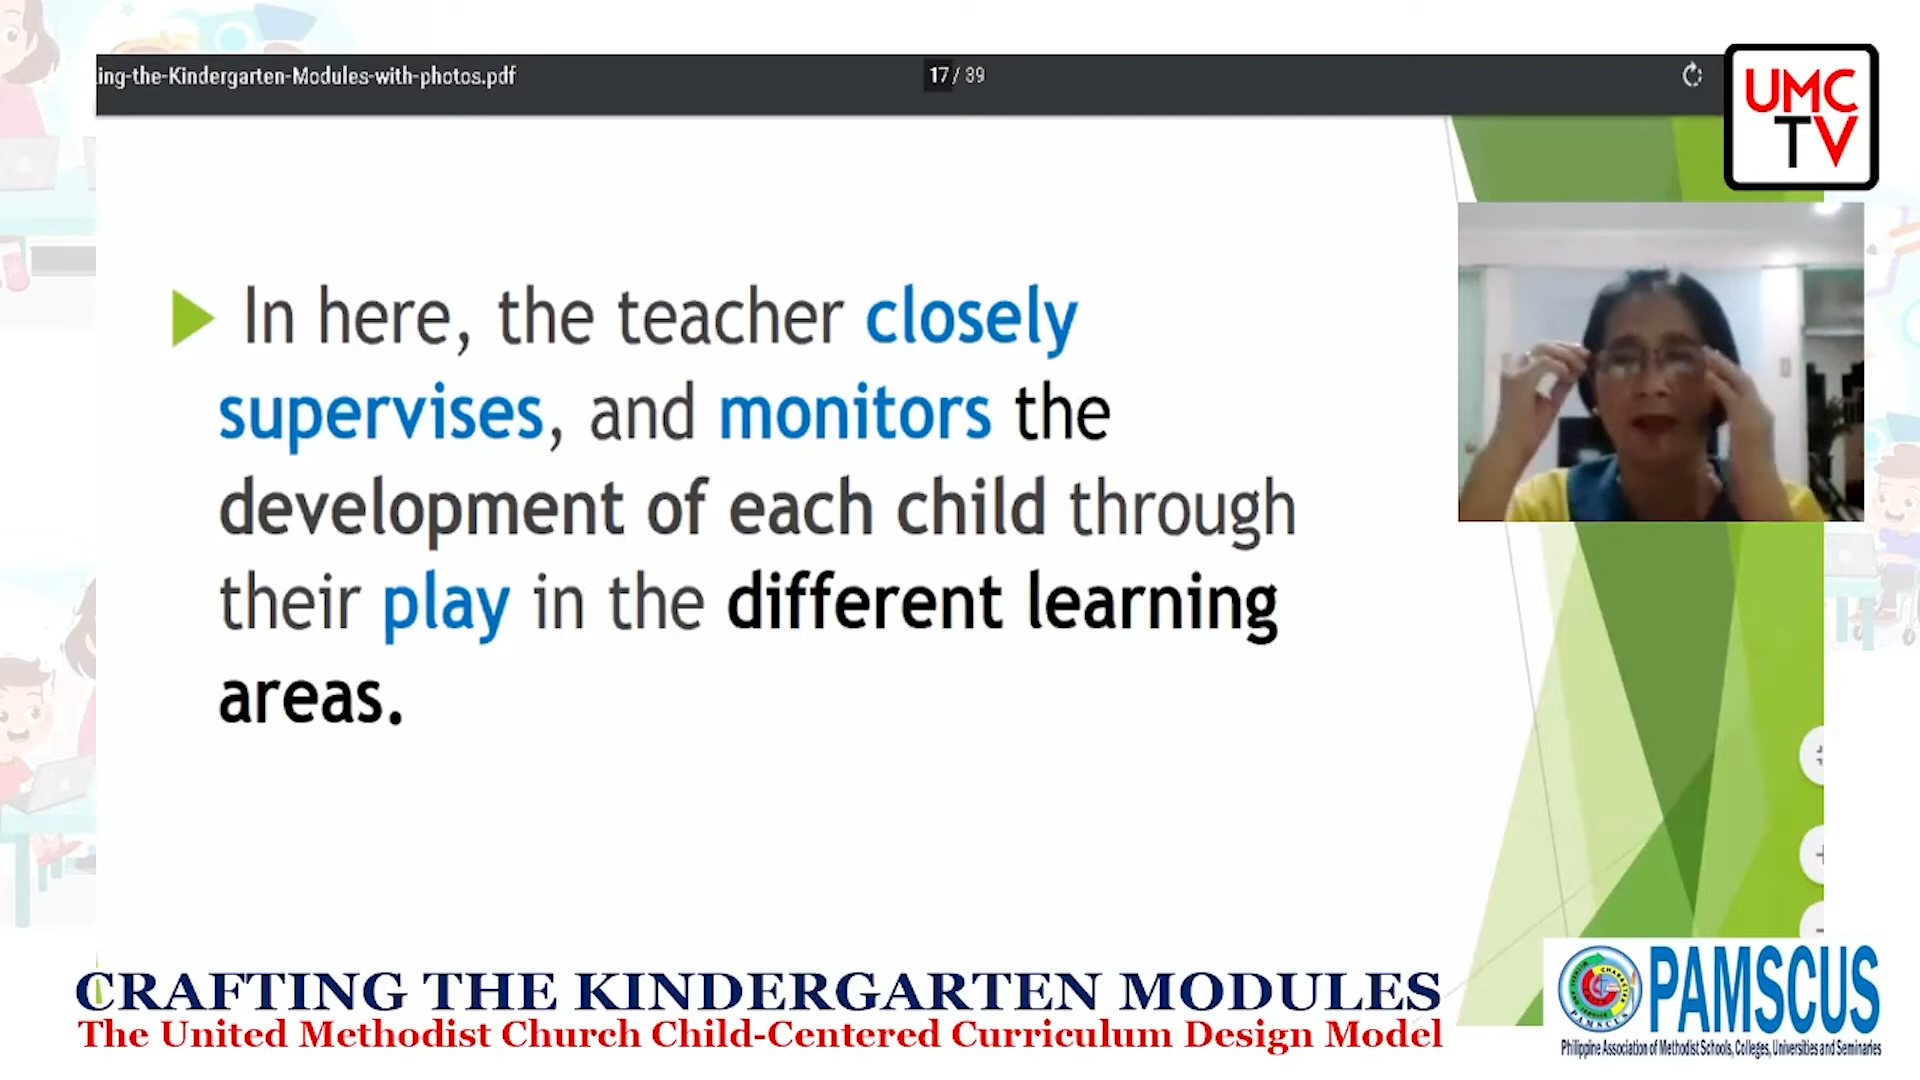 ing-the-Kindergarten-Modules-with-photos.pdf
17 / 39
UMC
TV
In here, the teacher closely
supervises, and monitors the
development of each child through
their play in the different learning
areas.
CRAFTING THE KINDERGARTEN MODULES
The United Methodist Church Child-Centered Curriculum Design Model
PAMSCUS
Philippine Association of Methodist Schools, Colleges, Universities and Seminaries